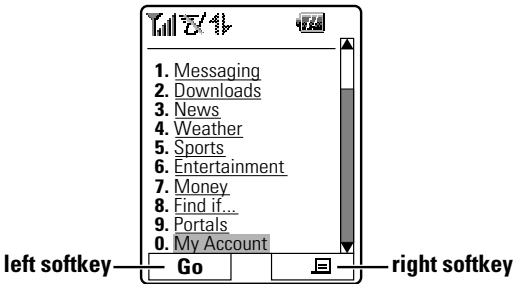 1. Messaging
2. Downloads
3. News
4. Weather
5. Sports
6. Entertainment
7. Money
8. Find if...
9. Portals
0. My Account
left softkey Go right softkey